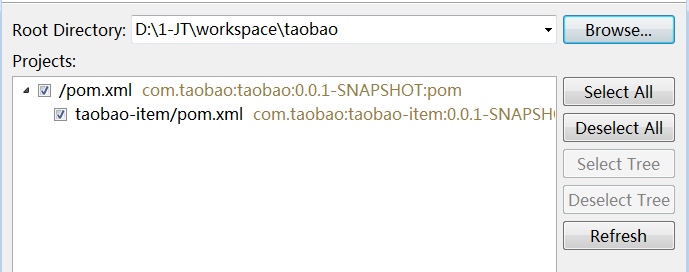 Root Directory: D:\1-JT\workspace\taobao Browse...
Projects:
/pom.xml com.taobao:taobao:0.0.1-SNAPSHOT:pom Select All
taobao-item/pom.xml com.taobao:taobao-item:0.0.1-SNAPSH
Deselect All
Select Tree
Deselect Tree
Refresh